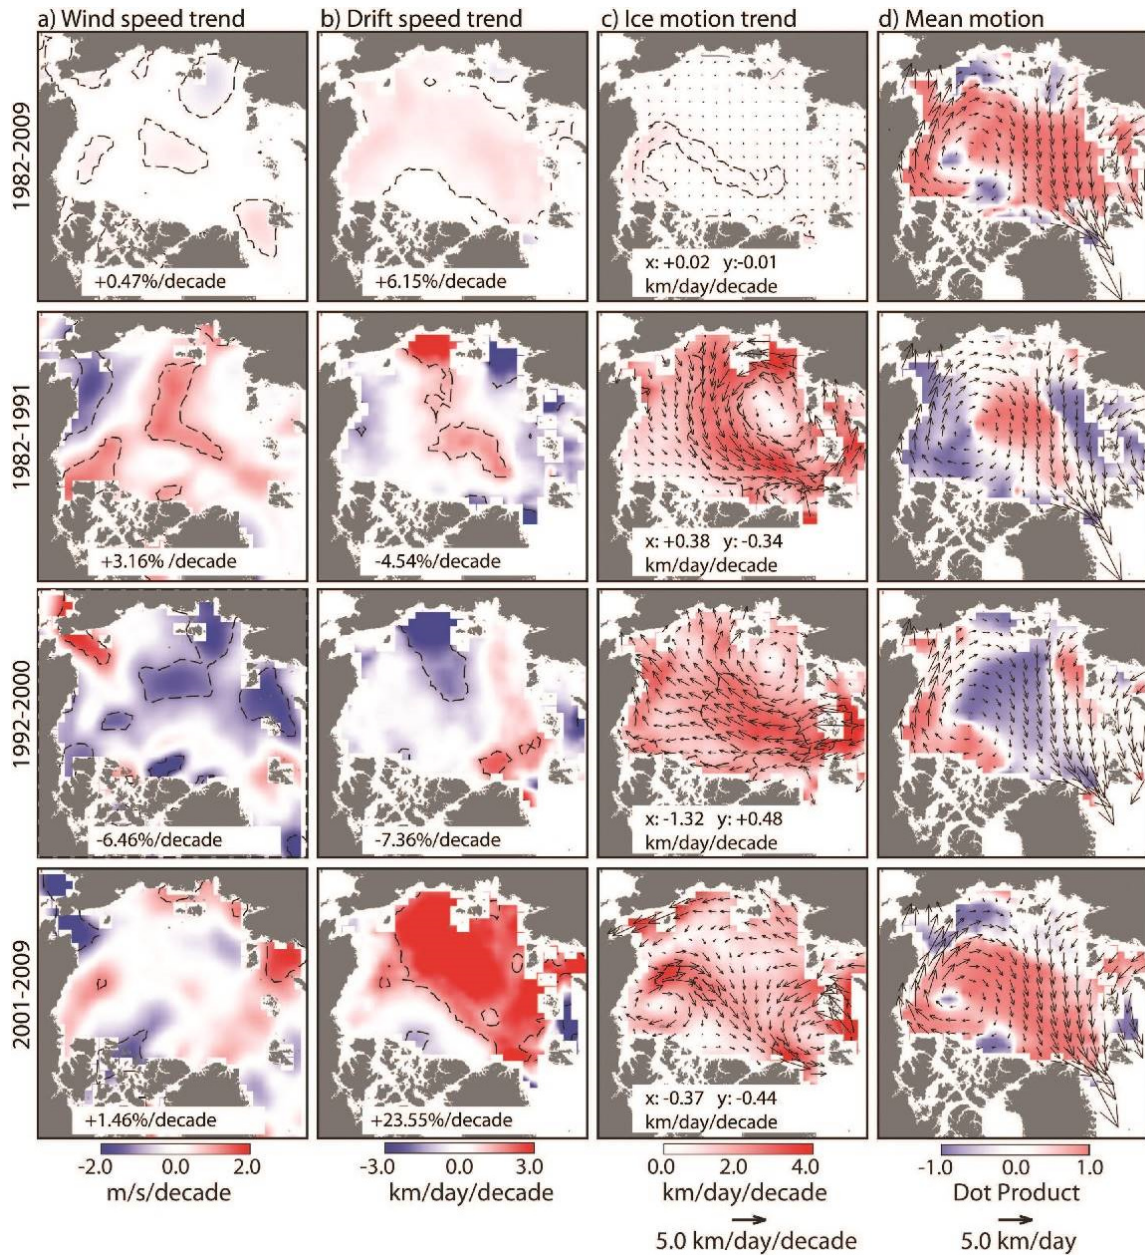 a) Wind speed trend b) Drift speed trend c) Ice motion trend d) Mean motion
1982-2009
+0.47%/decade
+6.15%/decade
x: +0.02 y:-0.01
km/day/decade
1982-1991
+3.16% /decade
-4.54%/decade
x: +0.38 y: -0.34
km/day/decade
1992-2000
(x)
-6.46%/decade
-7.36%/decade
x: -1.32 y: +0.48
km/day/decade
2001-2009
+1.46%/decade
+23.55%/decade
x: -0.37 y: -0.44
km/day/decade
-2.0 0.0 2.0
m/s/decade
-3.0 0.0 3.0
km/day/decade
0.0 2.0 4.0
km/day/decade
5.0 km/day/decade
-1.0 0.0 1.0
Dot Product
5.0 km/day